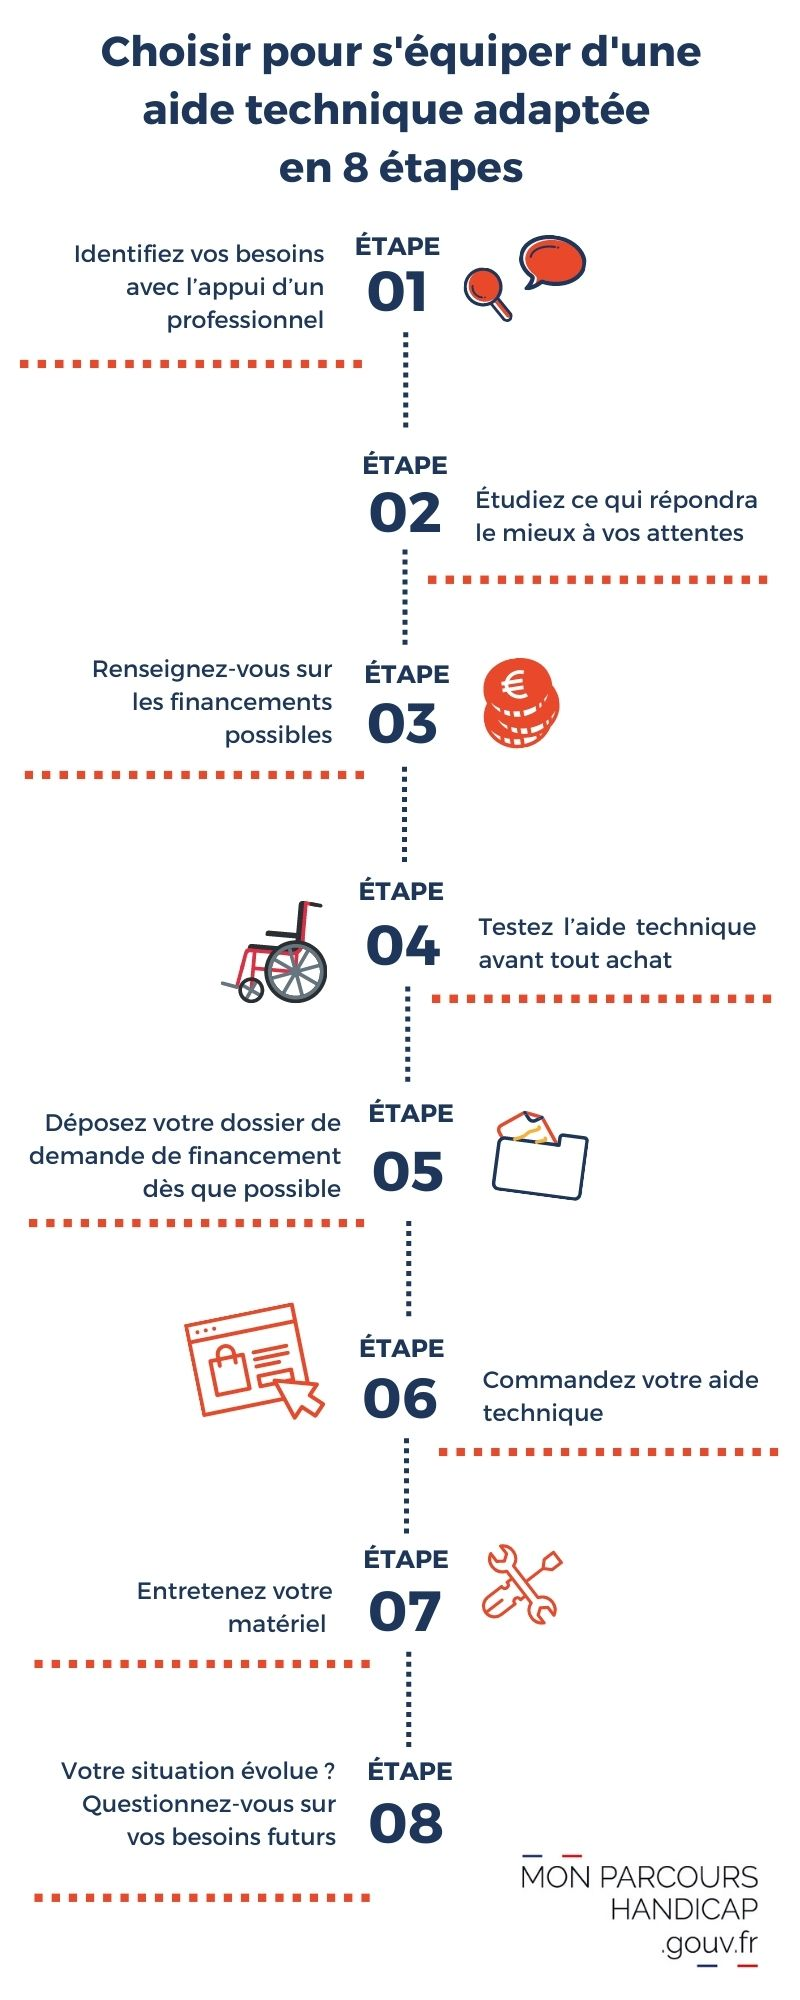 Choisir pour s'équiper d'une
aide technique adaptée
en 8 étapes
ÉTAPE
01
Identifiez vos besoins
avec l’appui d’un
professionnel
ÉTAPE
02
Étudiez ce qui répondra
le mieux à vos attentes
ÉTAPE
03
Renseignez-vous sur
les financements
possibles
€
ÉTAPE
04
Testez l’aide technique
avant tout achat
ÉTAPE
05
Déposez votre dossier de
demande de financement
dès que possible
ÉTAPE
06
Commandez votre aide
technique
ÉTAPE
07
Entretenez votre
matériel
ÉTAPE
08
Votre situation évolue ?
Questionnez-vous sur
vos besoins futurs
MON PARCOURS
HANDICAP
.gouv.fr